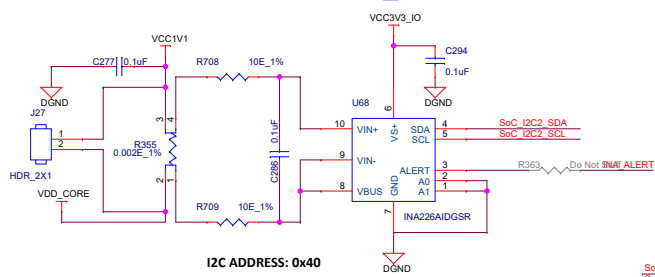 VCC1V1
VCC3V3_IO
C277
0.1uF
DGND
R708
10E_1%
C294
0.1uF
DGND
J27
1
2
HDR_2X1
VDD_CORE
3
4
R355
0.002E_1%
2
1
0.1uF
C286
R709
10E_1%
U68
6
10
VIN+
VS+
SDA
4
SoC_I2C2_SDA
SCL
5
SoC_I2C2_SCL
9
VIN-
ALERT
3
R363
INA_ALERT
8
VBUS
GND
A0
2
A1
1
7
INA226AIDGSR
DGND
I2C ADDRESS: 0x40
So